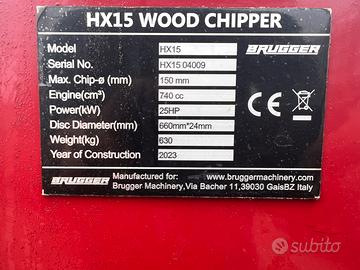 HX15 WOOD CHIPPER
Model HX15 BRUGGER
Serial No. HX15 04009
Max. Chip-ø (mm) 150 mm
Engine(cm³) 740 cc
Power(kW) 25HP
Disc Diameter(mm) 660mm*24mm
Weight(kg) 630
Year of Construction 2023
CE
BRUGGER Manufactured for: www.bruggermachinery.com
Brugger Machinery,Via Bacher 11,39030 GaisBZ Italy
subito